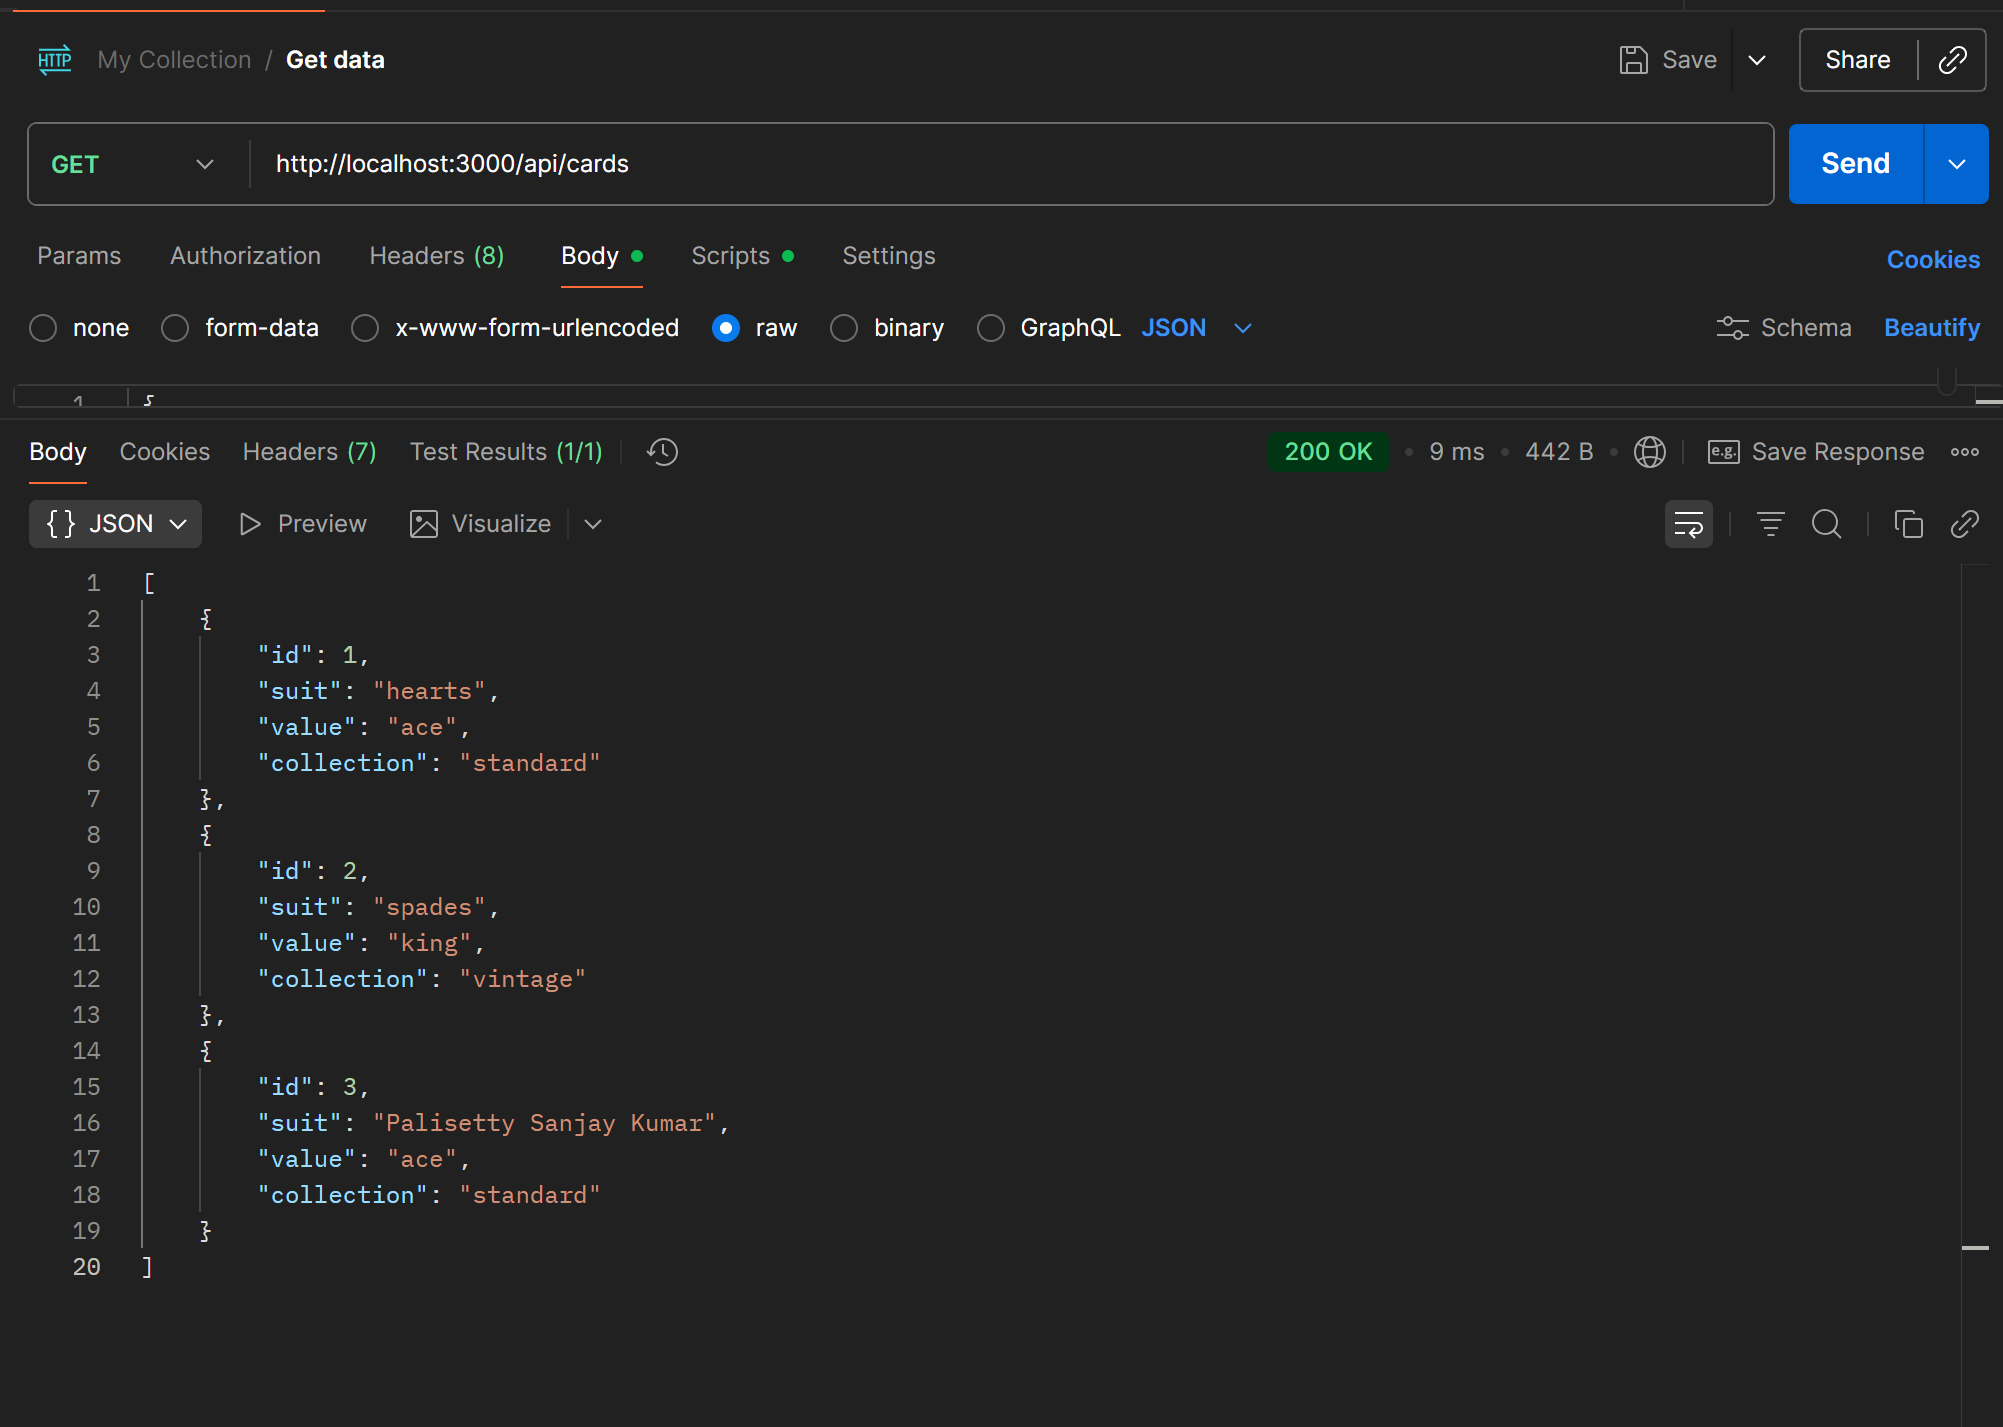 HTTP My Collection / Get data Save Share
GET http://localhost:3000/api/cards Send
Params Authorization Headers (8) Body Scripts Settings Cookies
none form-data x-www-form-urlencoded raw binary GraphQL JSON Schema Beautify
1 {
Body Cookies Headers (7) Test Results (1/1) 200 OK • 9 ms • 442 B • e.g. Save Response
{} JSON Preview Visualize
1 [
2 {
3 "id": 1,
4 "suit": "hearts",
5 "value": "ace",
6 "collection": "standard"
7 },
8 {
9 "id": 2,
10 "suit": "spades",
11 "value": "king",
12 "collection": "vintage"
13 },
14 {
15 "id": 3,
16 "suit": "Palisetty Sanjay Kumar",
17 "value": "ace",
18 "collection": "standard"
19 }
20 ]